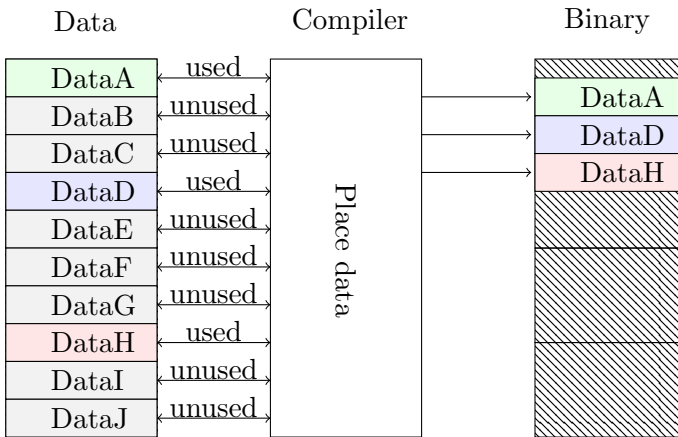 Data
Compiler
Binary
DataA
used
DataB
unused
DataC
unused
DataD
used
DataE
unused
DataF
unused
DataG
unused
DataH
used
DataI
unused
DataJ
unused
Place data
DataA
DataD
DataH